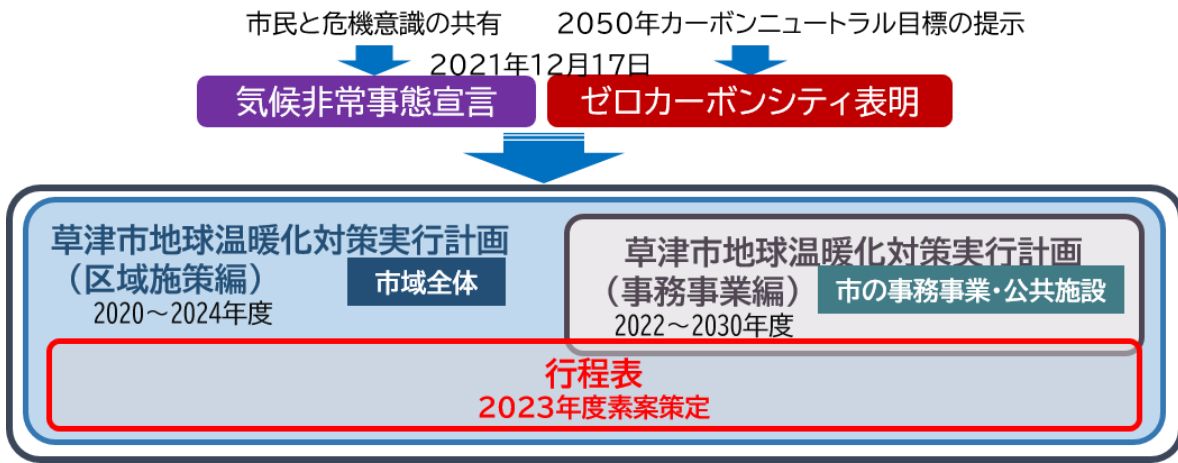 市民と危機意識の共有
2050年カーボンニュートラル目標の提示
2021年12月17日
気候非常事態宣言
ゼロカーボンシティ表明
草津市地球温暖化対策実行計画
（区域施策編）
市域全体
2020～2024年度
草津市地球温暖化対策実行計画
（事務事業編）
市の事務事業・公共施設
2022～2030年度
行程表
2023年度素案策定